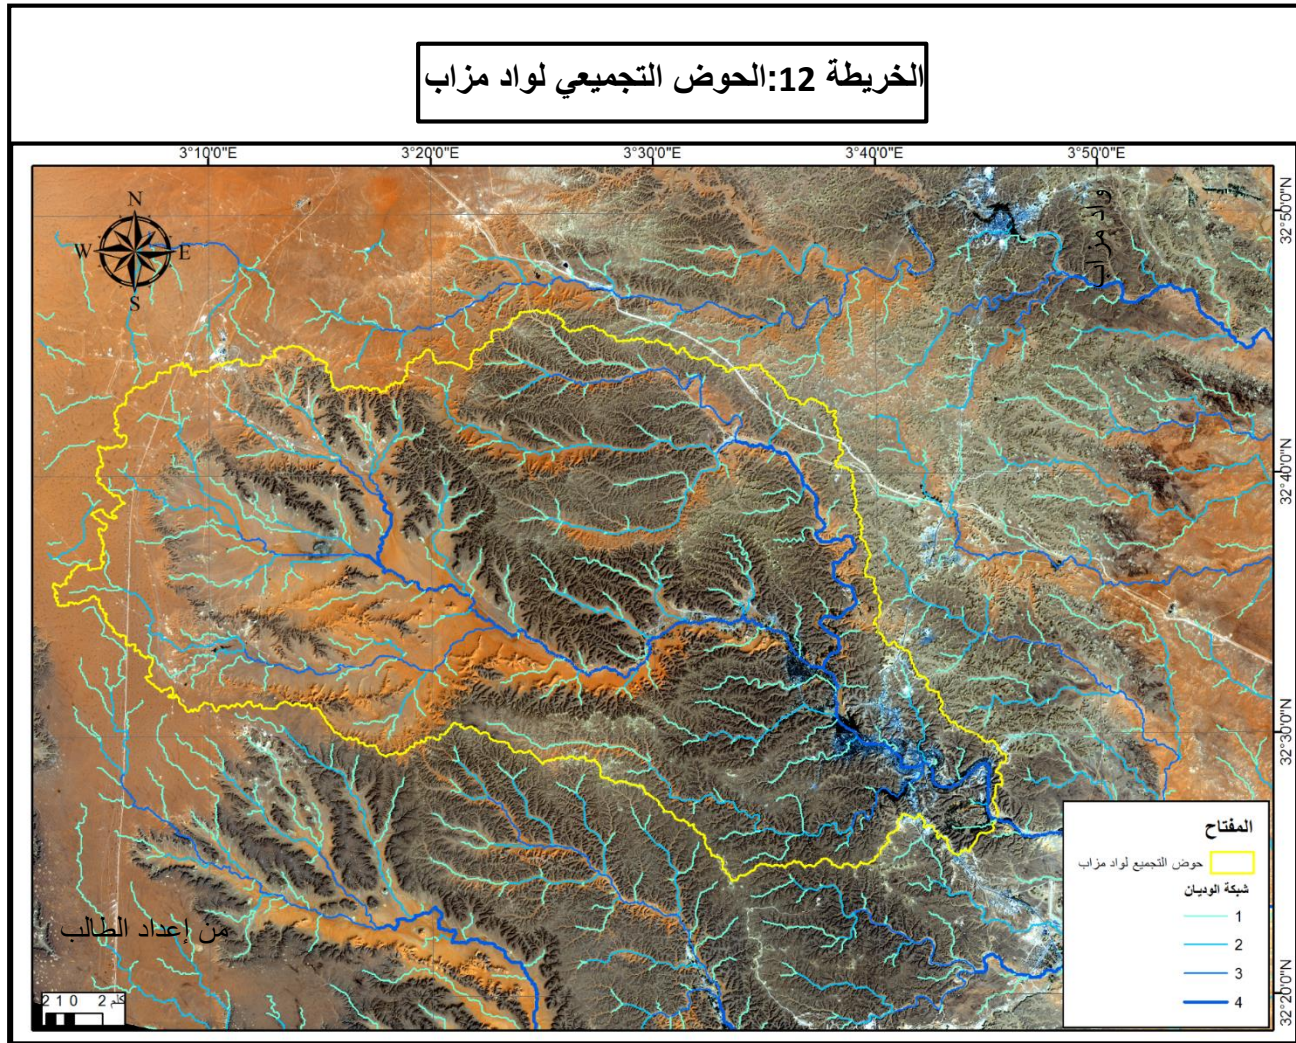 الخريطة 12:الحوض التجميعي لواد مزاب
3°10'0"E 3°20'0"E 3°30'0"E 3°40'0"E 3°50'0"E
N
W E
S
واد مزاب
32°50'0"N
32°40'0"N
32°30'0"N
32°20'0"N
المفتاح
حوض التجميع لواد مزاب
شبكة الوديان
1
2
3
4
من إعداد الطالب
2 1 0 2 كلم